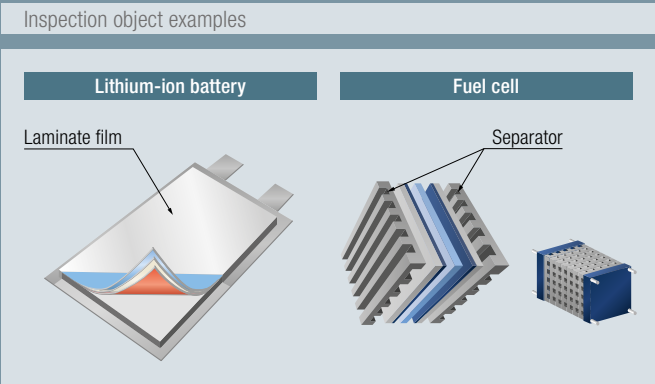 Inspection object examples
Lithium-ion battery
Fuel cell
Laminate film
Separator